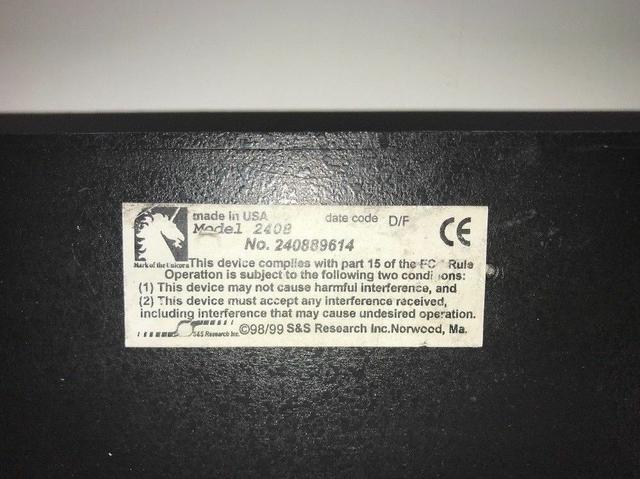 made in USA date code D/F
Model 2408
No. 240889614
Mark of the Unicorn
This device complies with part 15 of the FC Rule
Operation is subject to the following two conditions:
(1) This device may not cause harmful interference, and
(2) This device must accept any interference received,
including interference that may cause undesired operation.
S&S Research Inc. ©98/99 S&S Research Inc.Norwood, Ma.
CE